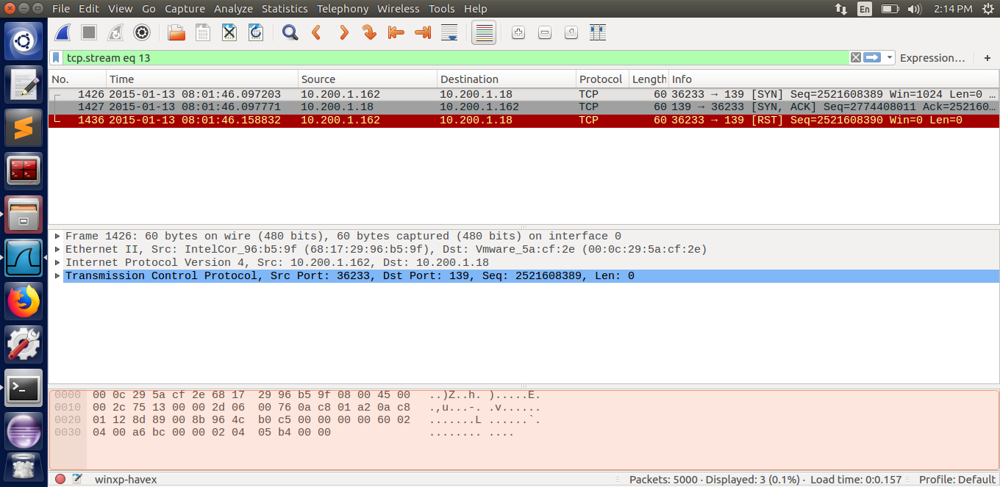 File Edit View Go Capture Analyze Statistics Telephony Wireless Tools Help En 2:14 PM
tcp.stream eq 13 Expression… +
No. Time Source Destination Protocol Length Info
1426 2015-01-13 08:01:46.097203 10.200.1.162 10.200.1.18 TCP 60 36233 → 139 [SYN] Seq=2521608389 Win=1024 Len=0 …
1427 2015-01-13 08:01:46.097771 10.200.1.18 10.200.1.162 TCP 60 139 → 36233 [SYN, ACK] Seq=2774408011 Ack=252160…
1436 2015-01-13 08:01:46.158832 10.200.1.162 10.200.1.18 TCP 60 36233 → 139 [RST] Seq=2521608390 Win=0 Len=0
Frame 1426: 60 bytes on wire (480 bits), 60 bytes captured (480 bits) on interface 0
Ethernet II, Src: IntelCor_96:b5:9f (68:17:29:96:b5:9f), Dst: Vmware_5a:cf:2e (00:0c:29:5a:cf:2e)
Internet Protocol Version 4, Src: 10.200.1.162, Dst: 10.200.1.18
Transmission Control Protocol, Src Port: 36233, Dst Port: 139, Seq: 2521608389, Len: 0
0000 00 0c 29 5a cf 2e 68 17 29 96 b5 9f 08 00 45 00 ..)Z..h. ).....E.
0010 00 2c 75 13 00 00 2d 06 00 76 0a c8 01 a2 0a c8 .,u...-. .v......
0020 01 12 8d 89 00 8b 96 4c b0 c5 00 00 00 00 60 02 .......L ......`.
0030 04 00 a6 bc 00 00 02 04 05 b4 00 00 ........ ....
winxp-havex Packets: 5000 · Displayed: 3 (0.1%) · Load time: 0:0.157 Profile: Default